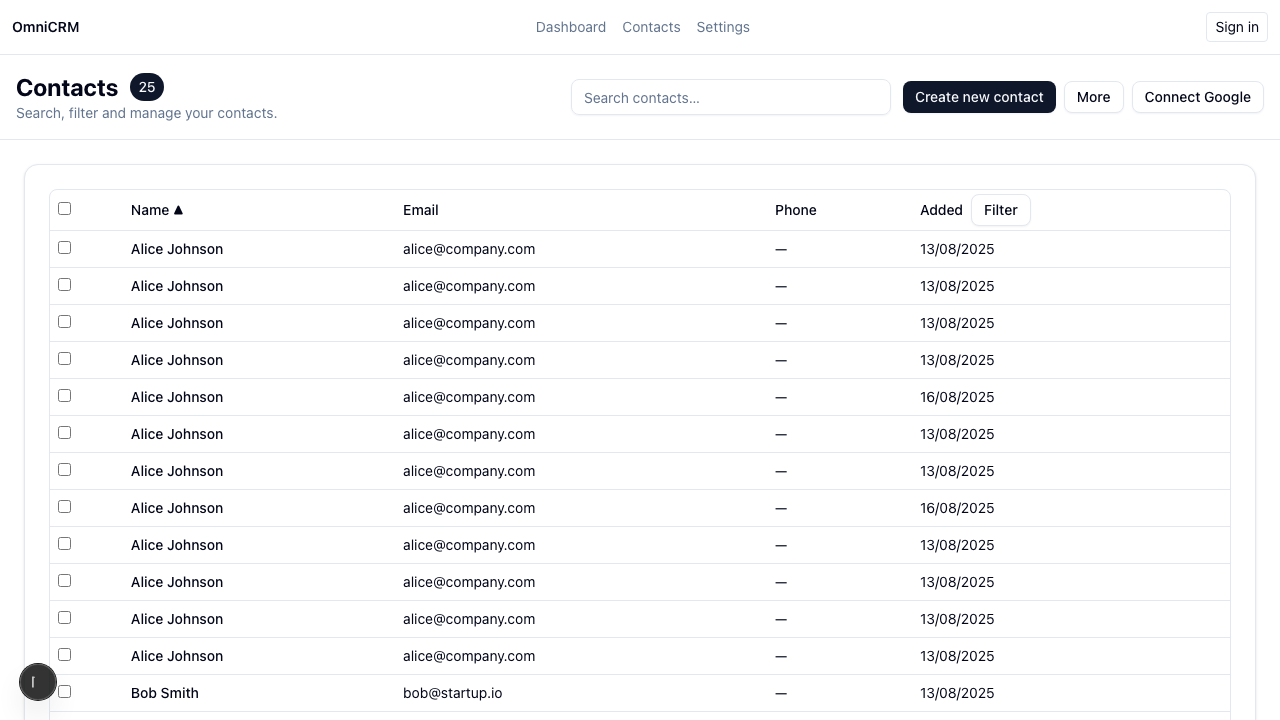 OmniCRM Dashboard Contacts Settings Sign in
Contacts 25
Search, filter and manage your contacts.
Search contacts... Create new contact More Connect Google
Name ▲ Email Phone Added Filter
Alice Johnson alice@company.com — 13/08/2025
Alice Johnson alice@company.com — 13/08/2025
Alice Johnson alice@company.com — 13/08/2025
Alice Johnson alice@company.com — 13/08/2025
Alice Johnson alice@company.com — 16/08/2025
Alice Johnson alice@company.com — 13/08/2025
Alice Johnson alice@company.com — 13/08/2025
Alice Johnson alice@company.com — 16/08/2025
Alice Johnson alice@company.com — 13/08/2025
Alice Johnson alice@company.com — 13/08/2025
Alice Johnson alice@company.com — 13/08/2025
Alice Johnson alice@company.com — 13/08/2025
Bob Smith bob@startup.io — 13/08/2025